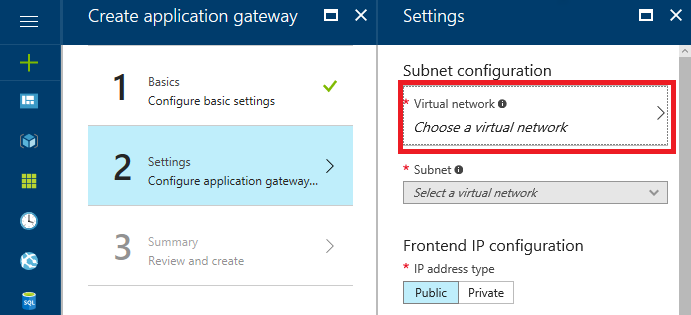 Create application gateway
1
Basics
Configure basic settings
2
Settings
Configure application gateway...
3
Summary
Review and create
Settings
Subnet configuration
* Virtual network
Choose a virtual network
* Subnet
Select a virtual network
Frontend IP configuration
* IP address type
Public Private
SQL